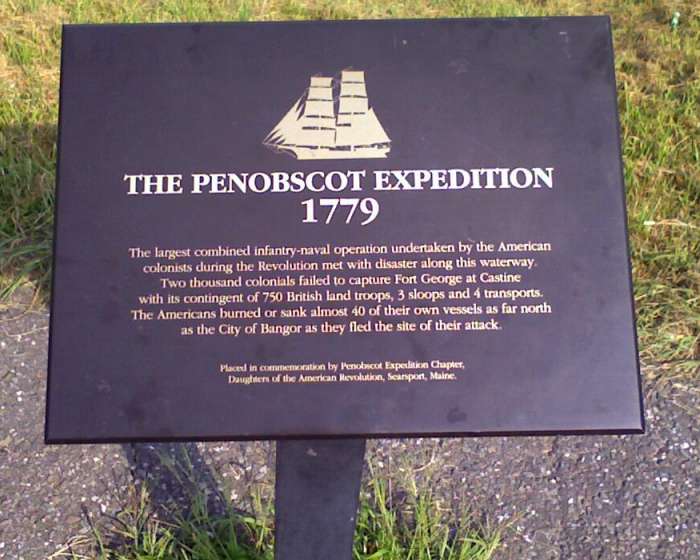 THE PENOBSCOT EXPEDITION
1779
The largest combined infantry-naval operation undertaken by the American
colonists during the Revolution met with disaster along this waterway.
Two thousand colonials failed to capture Fort George at Castine
with its contingent of 750 British land troops, 3 sloops and 4 transports.
The Americans burned or sank almost 40 of their own vessels as far north
as the City of Bangor as they fled the site of their attack.
Placed in commemoration by Penobscot Expedition Chapter,
Daughters of the American Revolution, Searsport, Maine.